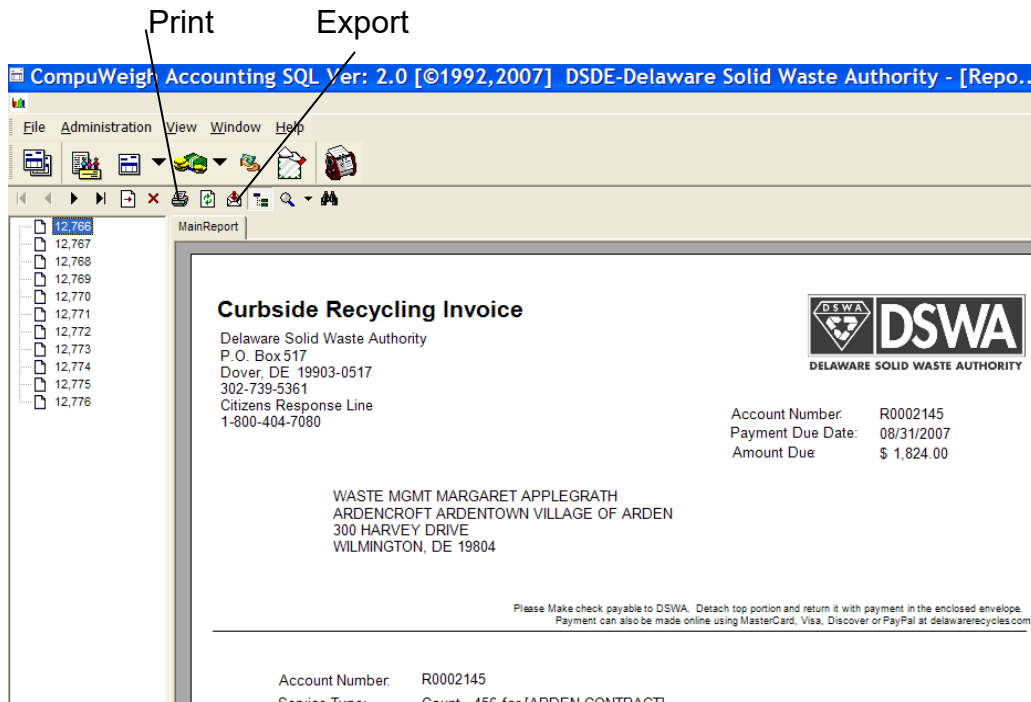 Print Export
CompuWeigh Accounting SQL Ver: 2.0 [©1992,2007] DSDE-Delaware Solid Waste Authority - [Repo...
File Administration View Window Help
12,766
12,767
12,768
12,769
12,770
12,771
12,772
12,773
12,774
12,775
12,776
MainReport
Curbside Recycling Invoice
Delaware Solid Waste Authority
P.O. Box 517
Dover, DE 19903-0517
302-739-5361
Citizens Response Line
1-800-404-7080
DSWA
DSWA
DELAWARE SOLID WASTE AUTHORITY
Account Number: R0002145
Payment Due Date: 08/31/2007
Amount Due: $ 1,824.00
WASTE MGMT MARGARET APPLEGRATH
ARDENCROFT ARDENTOWN VILLAGE OF ARDEN
300 HARVEY DRIVE
WILMINGTON, DE 19804
Please Make check payable to DSWA. Detach top portion and return it with payment in the enclosed envelope.
Payment can also be made online using MasterCard, Visa, Discover or PayPal at delawarerecycles.com
Account Number: R0002145
Service Type: Count - 456 for [ARDEN CONTRACT]